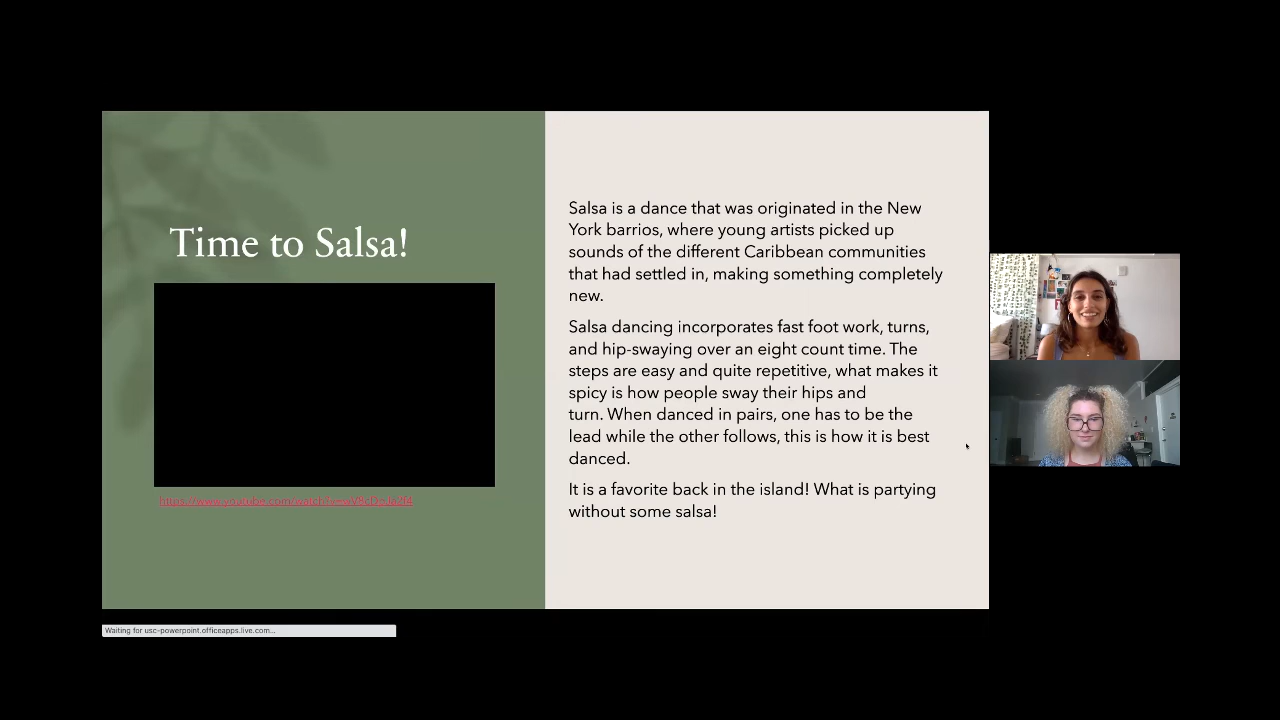 Time to Salsa!
Salsa is a dance that was originated in the New
York barrios, where young artists picked up
sounds of the different Caribbean communities
that had settled in, making something completely
new.
Salsa dancing incorporates fast foot work, turns,
and hip-swaying over an eight count time. The
steps are easy and quite repetitive, what makes it
spicy is how people sway their hips and
turn. When danced in pairs, one has to be the
lead while the other follows, this is how it is best
danced.
It is a favorite back in the island! What is partying
without some salsa!
Waiting for usc-powerpoint.officeapps.live.com...